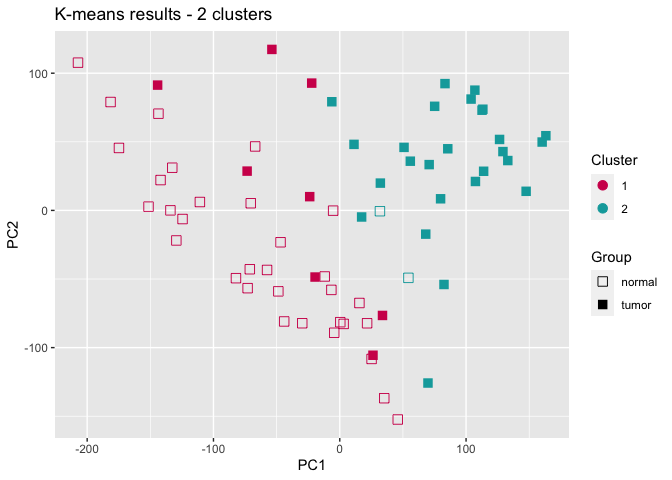 K-means results - 2 clusters
100
0
-100
-200
-100
0
100
PC1
PC2
Cluster
1
2
Group
normal
tumor